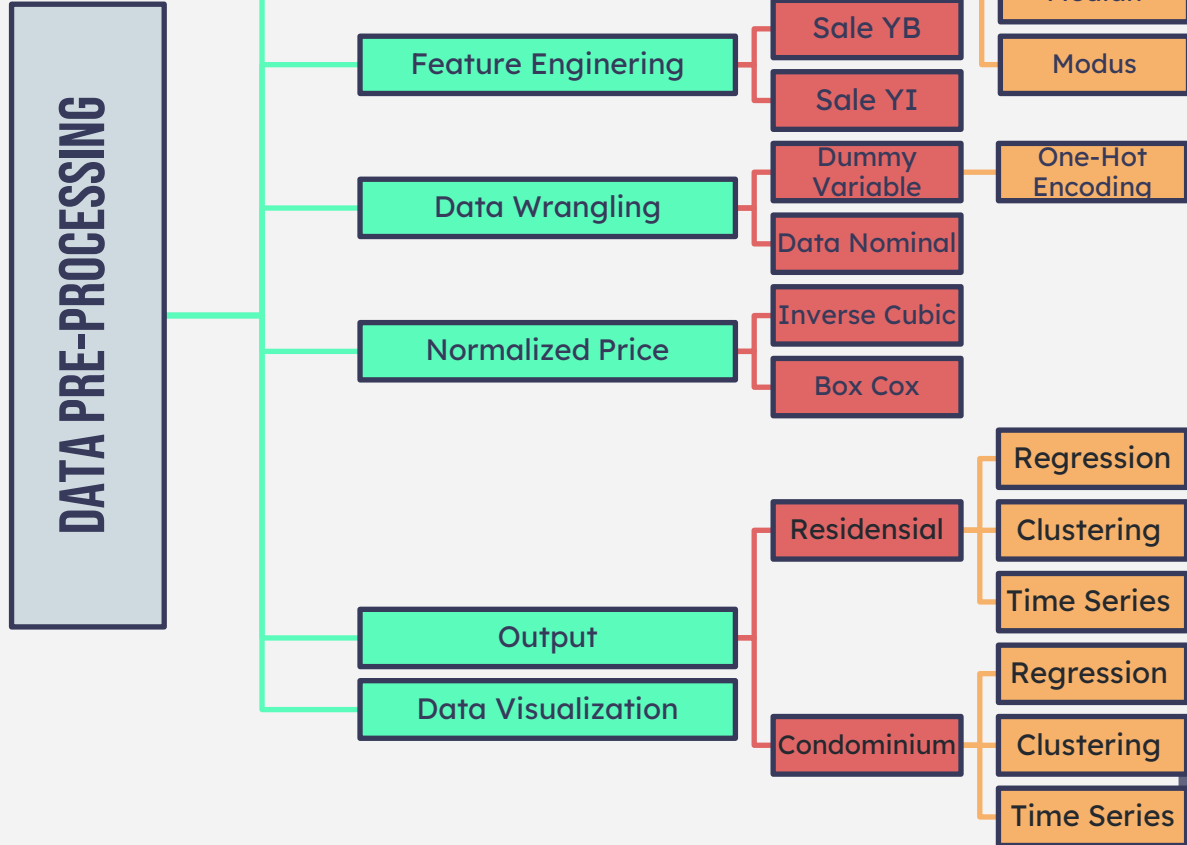 DATA PRE-PROCESSING
Feature Enginering
Sale YB
Sale YI
Modus
Data Wrangling
Dummy
Variable
One-Hot
Encoding
Data Nominal
Normalized Price
Inverse Cubic
Box Cox
Output
Residensial
Regression
Clustering
Time Series
Condominium
Regression
Clustering
Time Series
Data Visualization